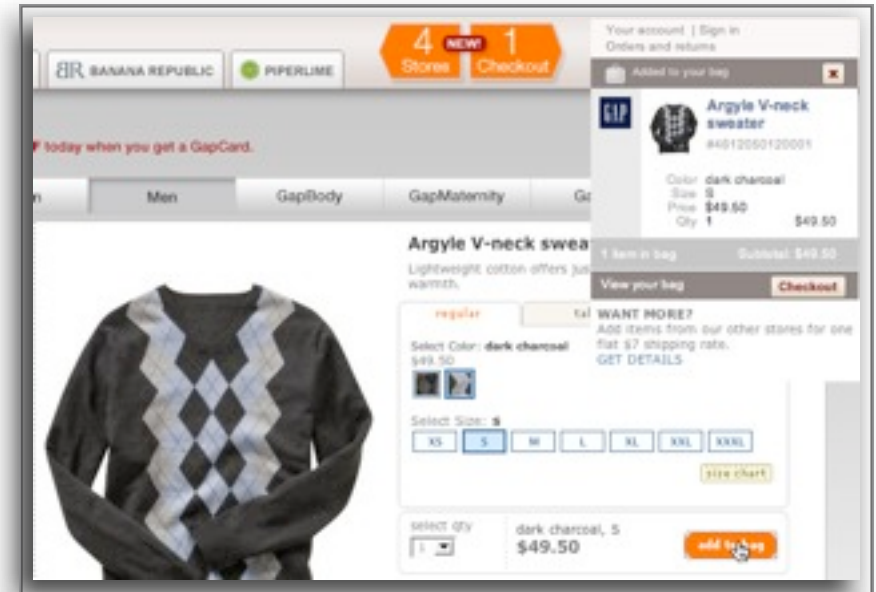 BR BANANA REPUBLIC
PIPERLIME
4 Stores
NEW!
1 Checkout
Your account | Sign in
Orders and returns
Added to your bag
x
GAP
Argyle V-neck
sweater
Color dark charcoal
Size S
Price $49.50
Qty 1 $49.50
1 item in bag Subtotal: $49.50
View your bag Checkout
WANT MORE?
Add items from our other stores for one
flat $7 shipping rate.
GET DETAILS
today when you get a GapCard.
Men
GapBody
GapMaternity
Argyle V-neck swea
Lightweight cotton offers jus
warmth.
regular
tal
Select Color: dark charcoal
$49.50
Select Size: S
XS S M L XL XXL XXXL
size chart
select qty
1
dark charcoal, S
$49.50
add to bag